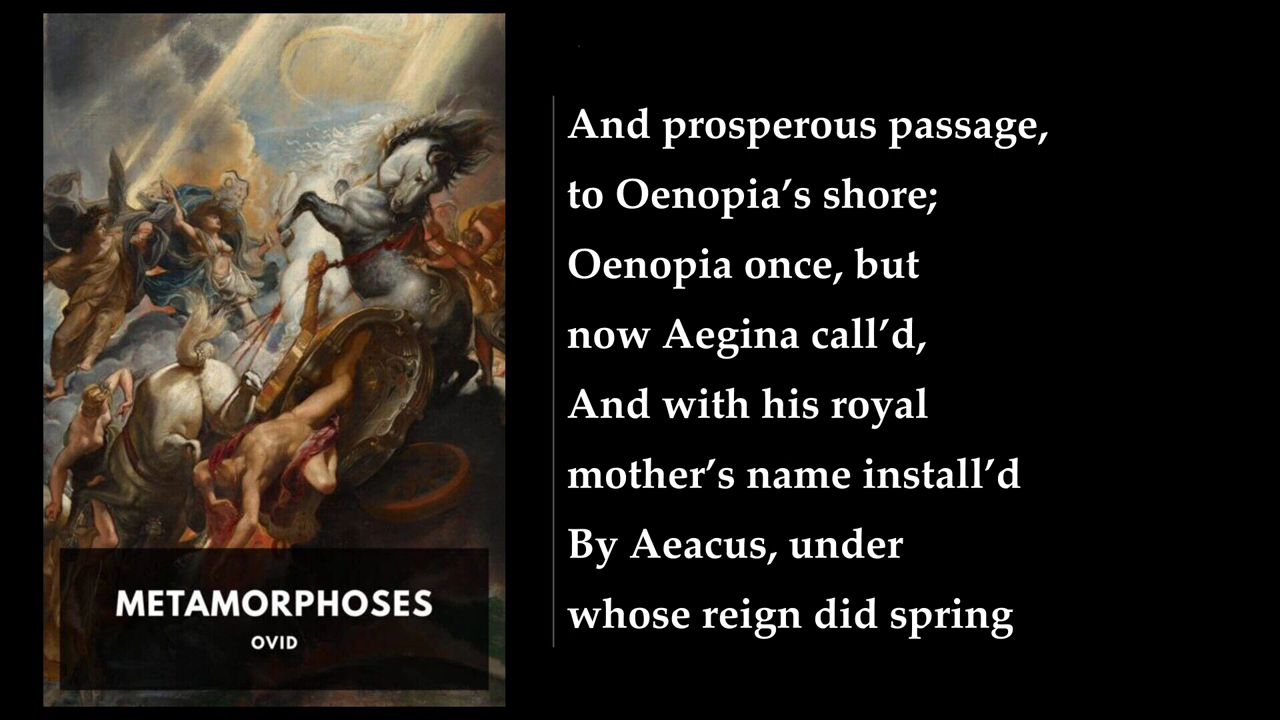 METAMORPHOSES
OVID
And prosperous passage,
to Oenopia’s shore;
Oenopia once, but
now Aegina call’d,
And with his royal
mother’s name install’d
By Aeacus, under
whose reign did spring